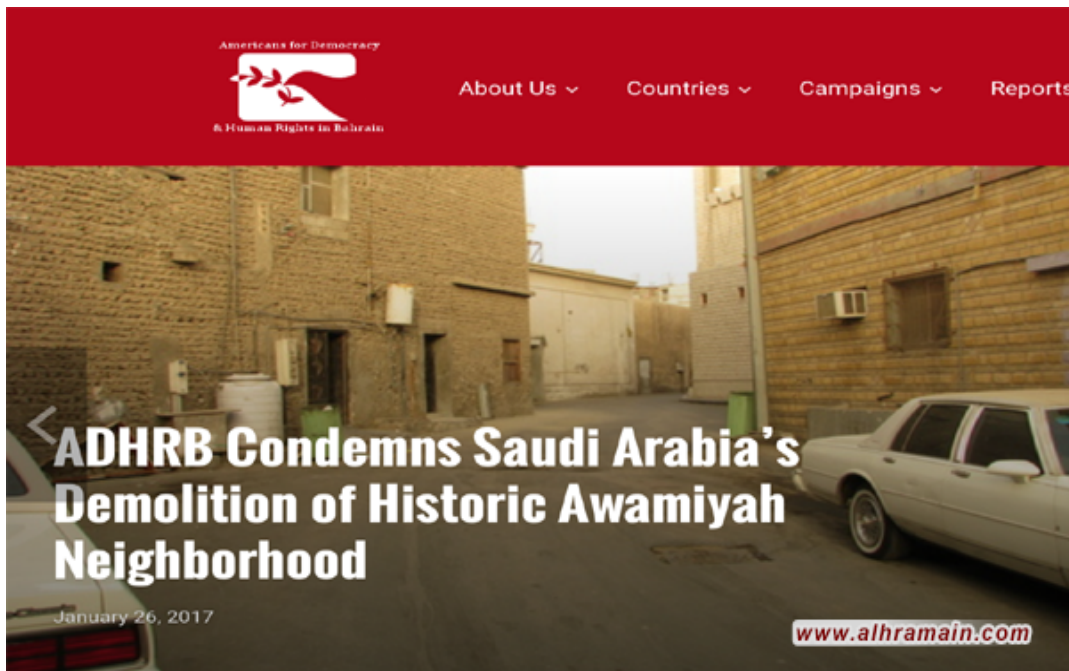 Americans for Democracy
& Human Rights in Bahrain
About Us
Countries
Campaigns
Reports
ADHRB Condemns Saudi Arabia’s
Demolition of Historic Awamiyah
Neighborhood
January 26, 2017
www.alhramain.com